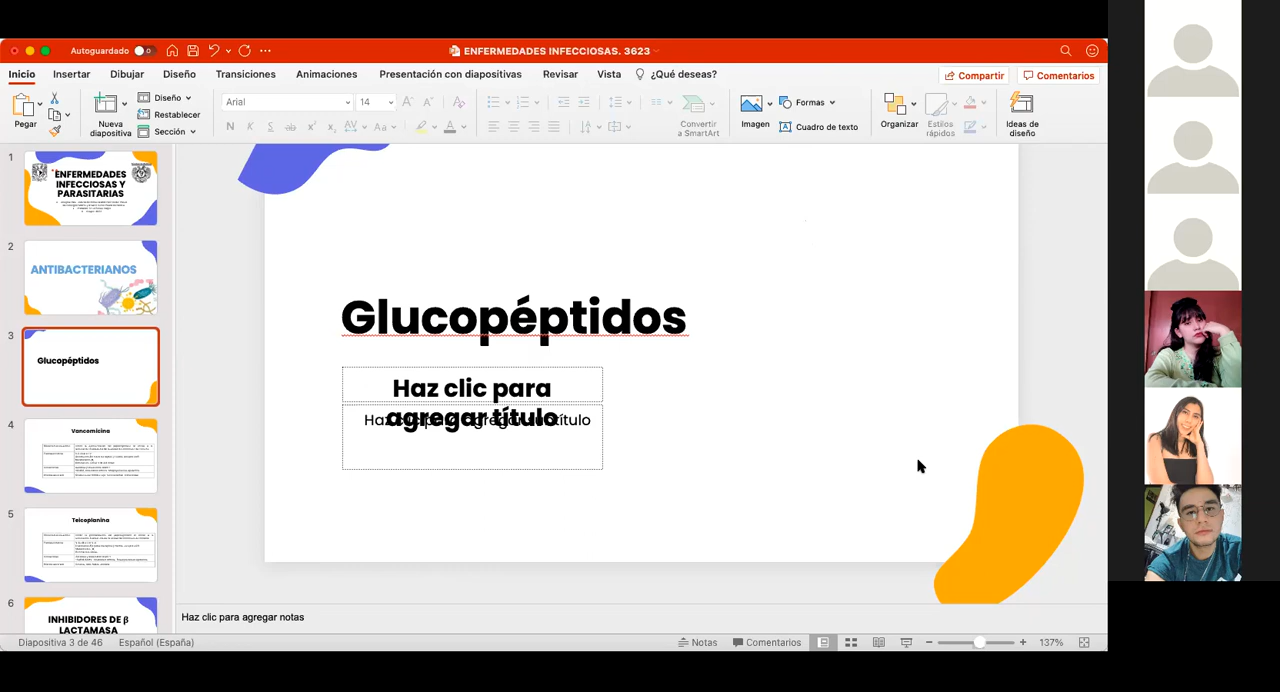 Autoguardado
ENFERMEDADES INFECCIOSAS. 3623
Inicio Insertar Dibujar Diseño Transiciones Animaciones Presentación con diapositivas Revisar Vista ¿Qué deseas? Compartir Comentarios
Pegar
Nueva diapositiva
Diseño
Restablecer
Sección
Arial 14
N K S ab x x AV Aa A
Convertir a SmartArt
Imagen
Formas
Cuadro de texto
Organizar
Estilos rápidos
Ideas de diseño
1
ENFERMEDADES
INFECCIOSAS Y
PARASITARIAS
2
ANTIBACTERIANOS
3
Glucopéptidos
4
Vancomicina
5
Teicoplanina
6
INHIBIDORES DE β
LACTAMASA
Glucopéptidos
Haz clic para
agregar título
Haz clic para agregar subtítulo
Haz clic para agregar notas
Diapositiva 3 de 46 Español (España) Notas Comentarios 137%